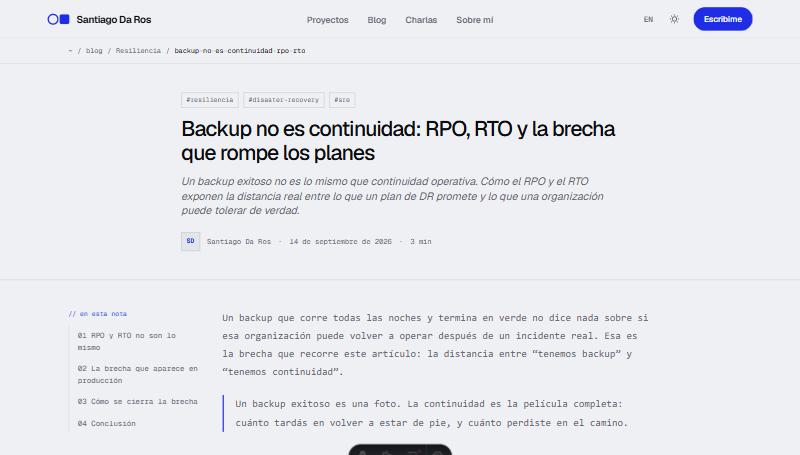 Santiago Da Ros
Proyectos Blog Charlas Sobre mí
EN
Escribime
~ / blog / Resiliencia / backup-no-es-continuidad-rpo-rto
#resiliencia #disaster-recovery #sre
Backup no es continuidad: RPO, RTO y la brecha
que rompe los planes
Un backup exitoso no es lo mismo que continuidad operativa. Cómo el RPO y el RTO
exponen la distancia real entre lo que un plan de DR promete y lo que una organización
puede tolerar de verdad.
SD Santiago Da Ros · 14 de septiembre de 2026 · 3 min
// en esta nota
01 RPO y RTO no son lo
mismo
02 La brecha que aparece en
producción
03 Cómo se cierra la brecha
04 Conclusión
Un backup que corre todas las noches y termina en verde no dice nada sobre si
esa organización puede volver a operar después de un incidente real. Esa es
la brecha que recorre este artículo: la distancia entre “tenemos backup” y
“tenemos continuidad”.
Un backup exitoso es una foto. La continuidad es la película completa:
cuánto tardás en volver a estar de pie, y cuánto perdiste en el camino.